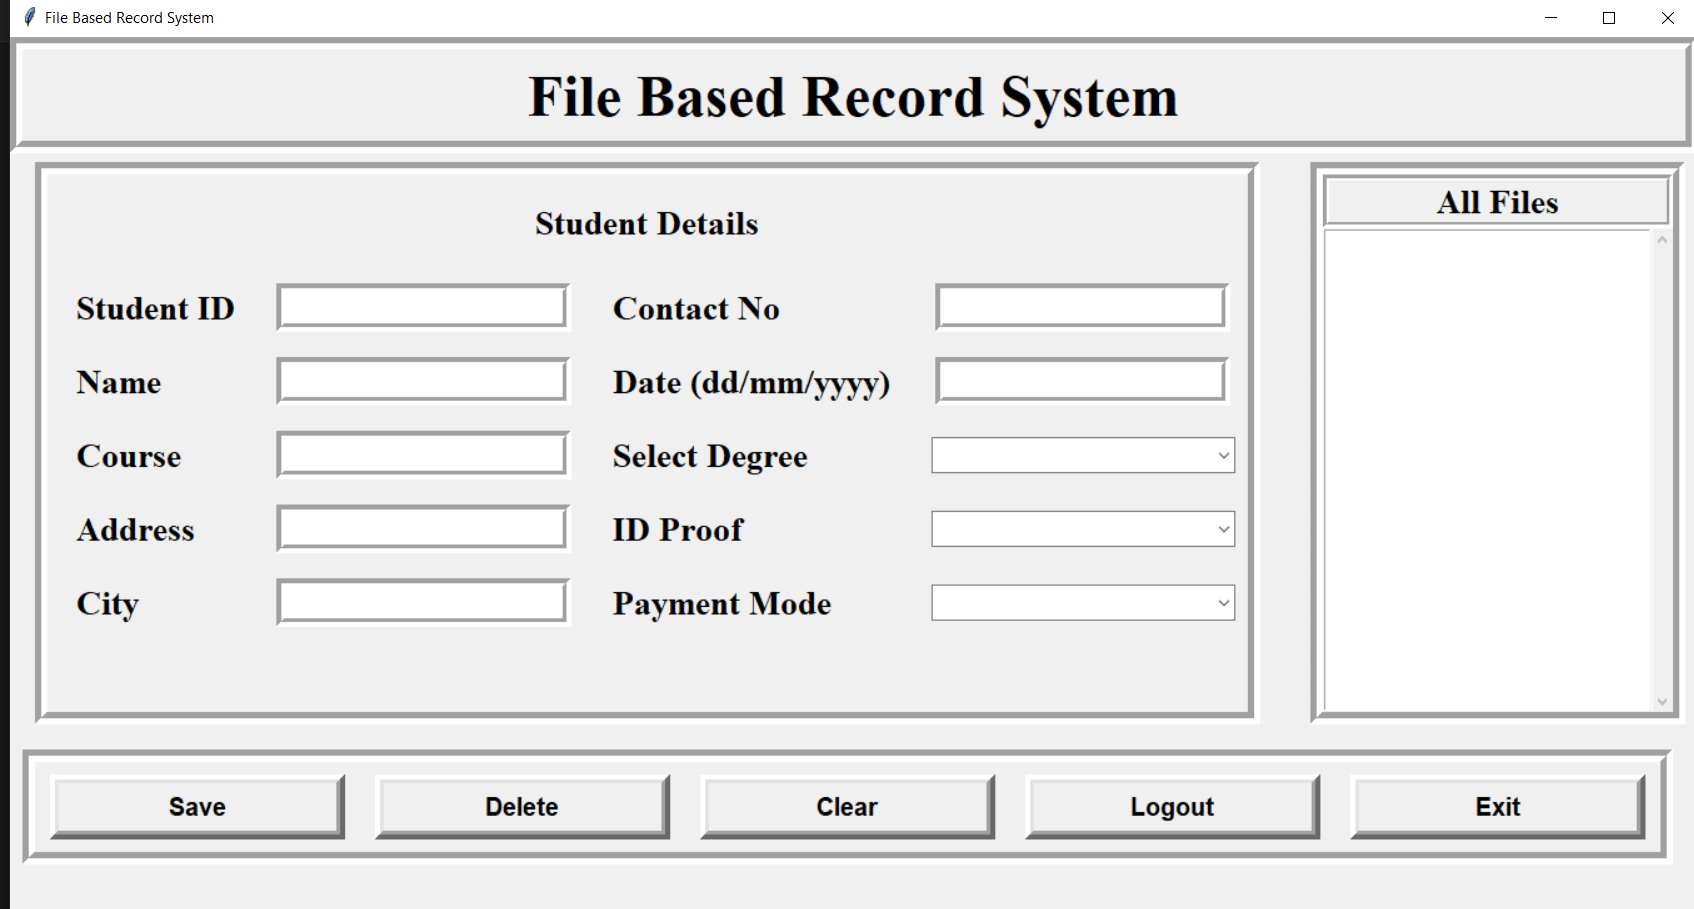 File Based Record System
File Based Record System
Student Details
Student ID
Contact No
Name
Date (dd/mm/yyyy)
Course
Select Degree
Address
ID Proof
City
Payment Mode
All Files
Save
Delete
Clear
Logout
Exit